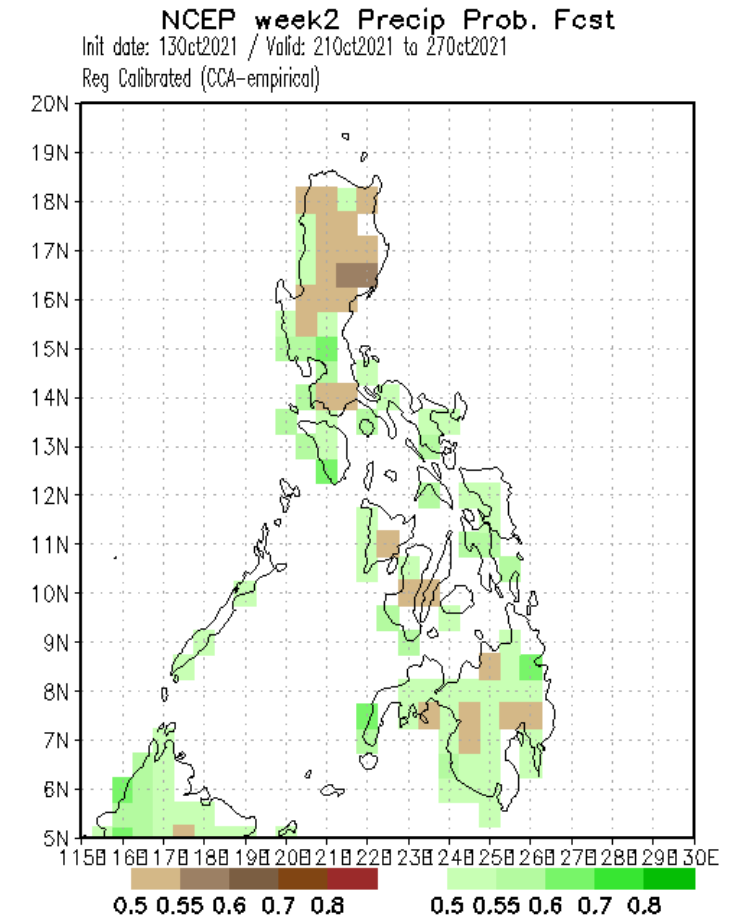 NCEP week2 Precip Prob. Fcst
Init date: 13Oct2021 / Valid: 21Oct2021 to 27Oct2021
Reg Calibrated (CCA-empirical)
20N
19N
18N
17N
16N
15N
14N
13N
12N
11N
10N
9N
8N
7N
6N
5N
115E 116E 117E 118E 119E 120E 121E 122E 123E 124E 125E 126E 127E 128E 129E 130E
0.5 0.55 0.6 0.7 0.8 0.5 0.55 0.6 0.7 0.8